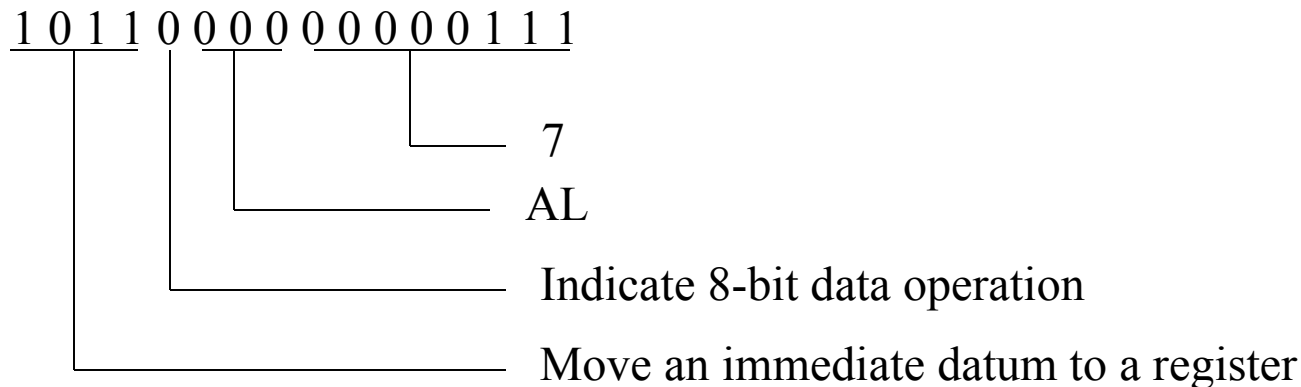 1 0 1 1 0 0 0 0 0 0 0 0 0 1 1 1
7
AL
Indicate 8-bit data operation
Move an immediate datum to a register